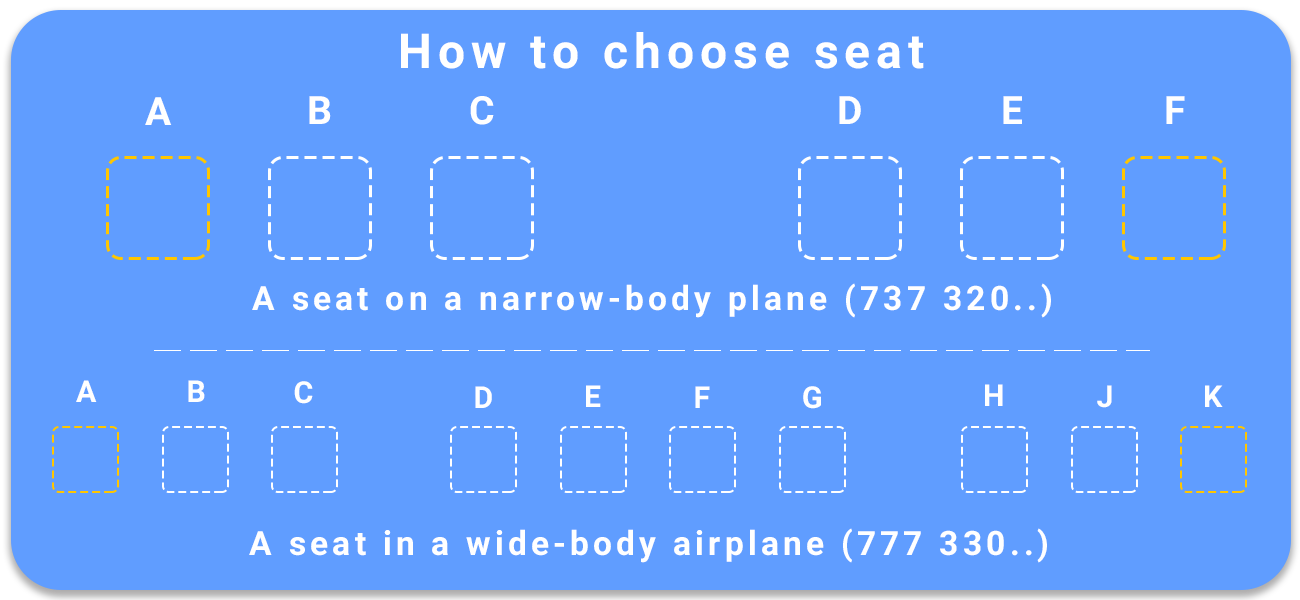 How to choose seat
A B C D E F
A seat on a narrow-body plane (737 320..)
A B C D E F G H J K
A seat in a wide-body airplane (777 330..)